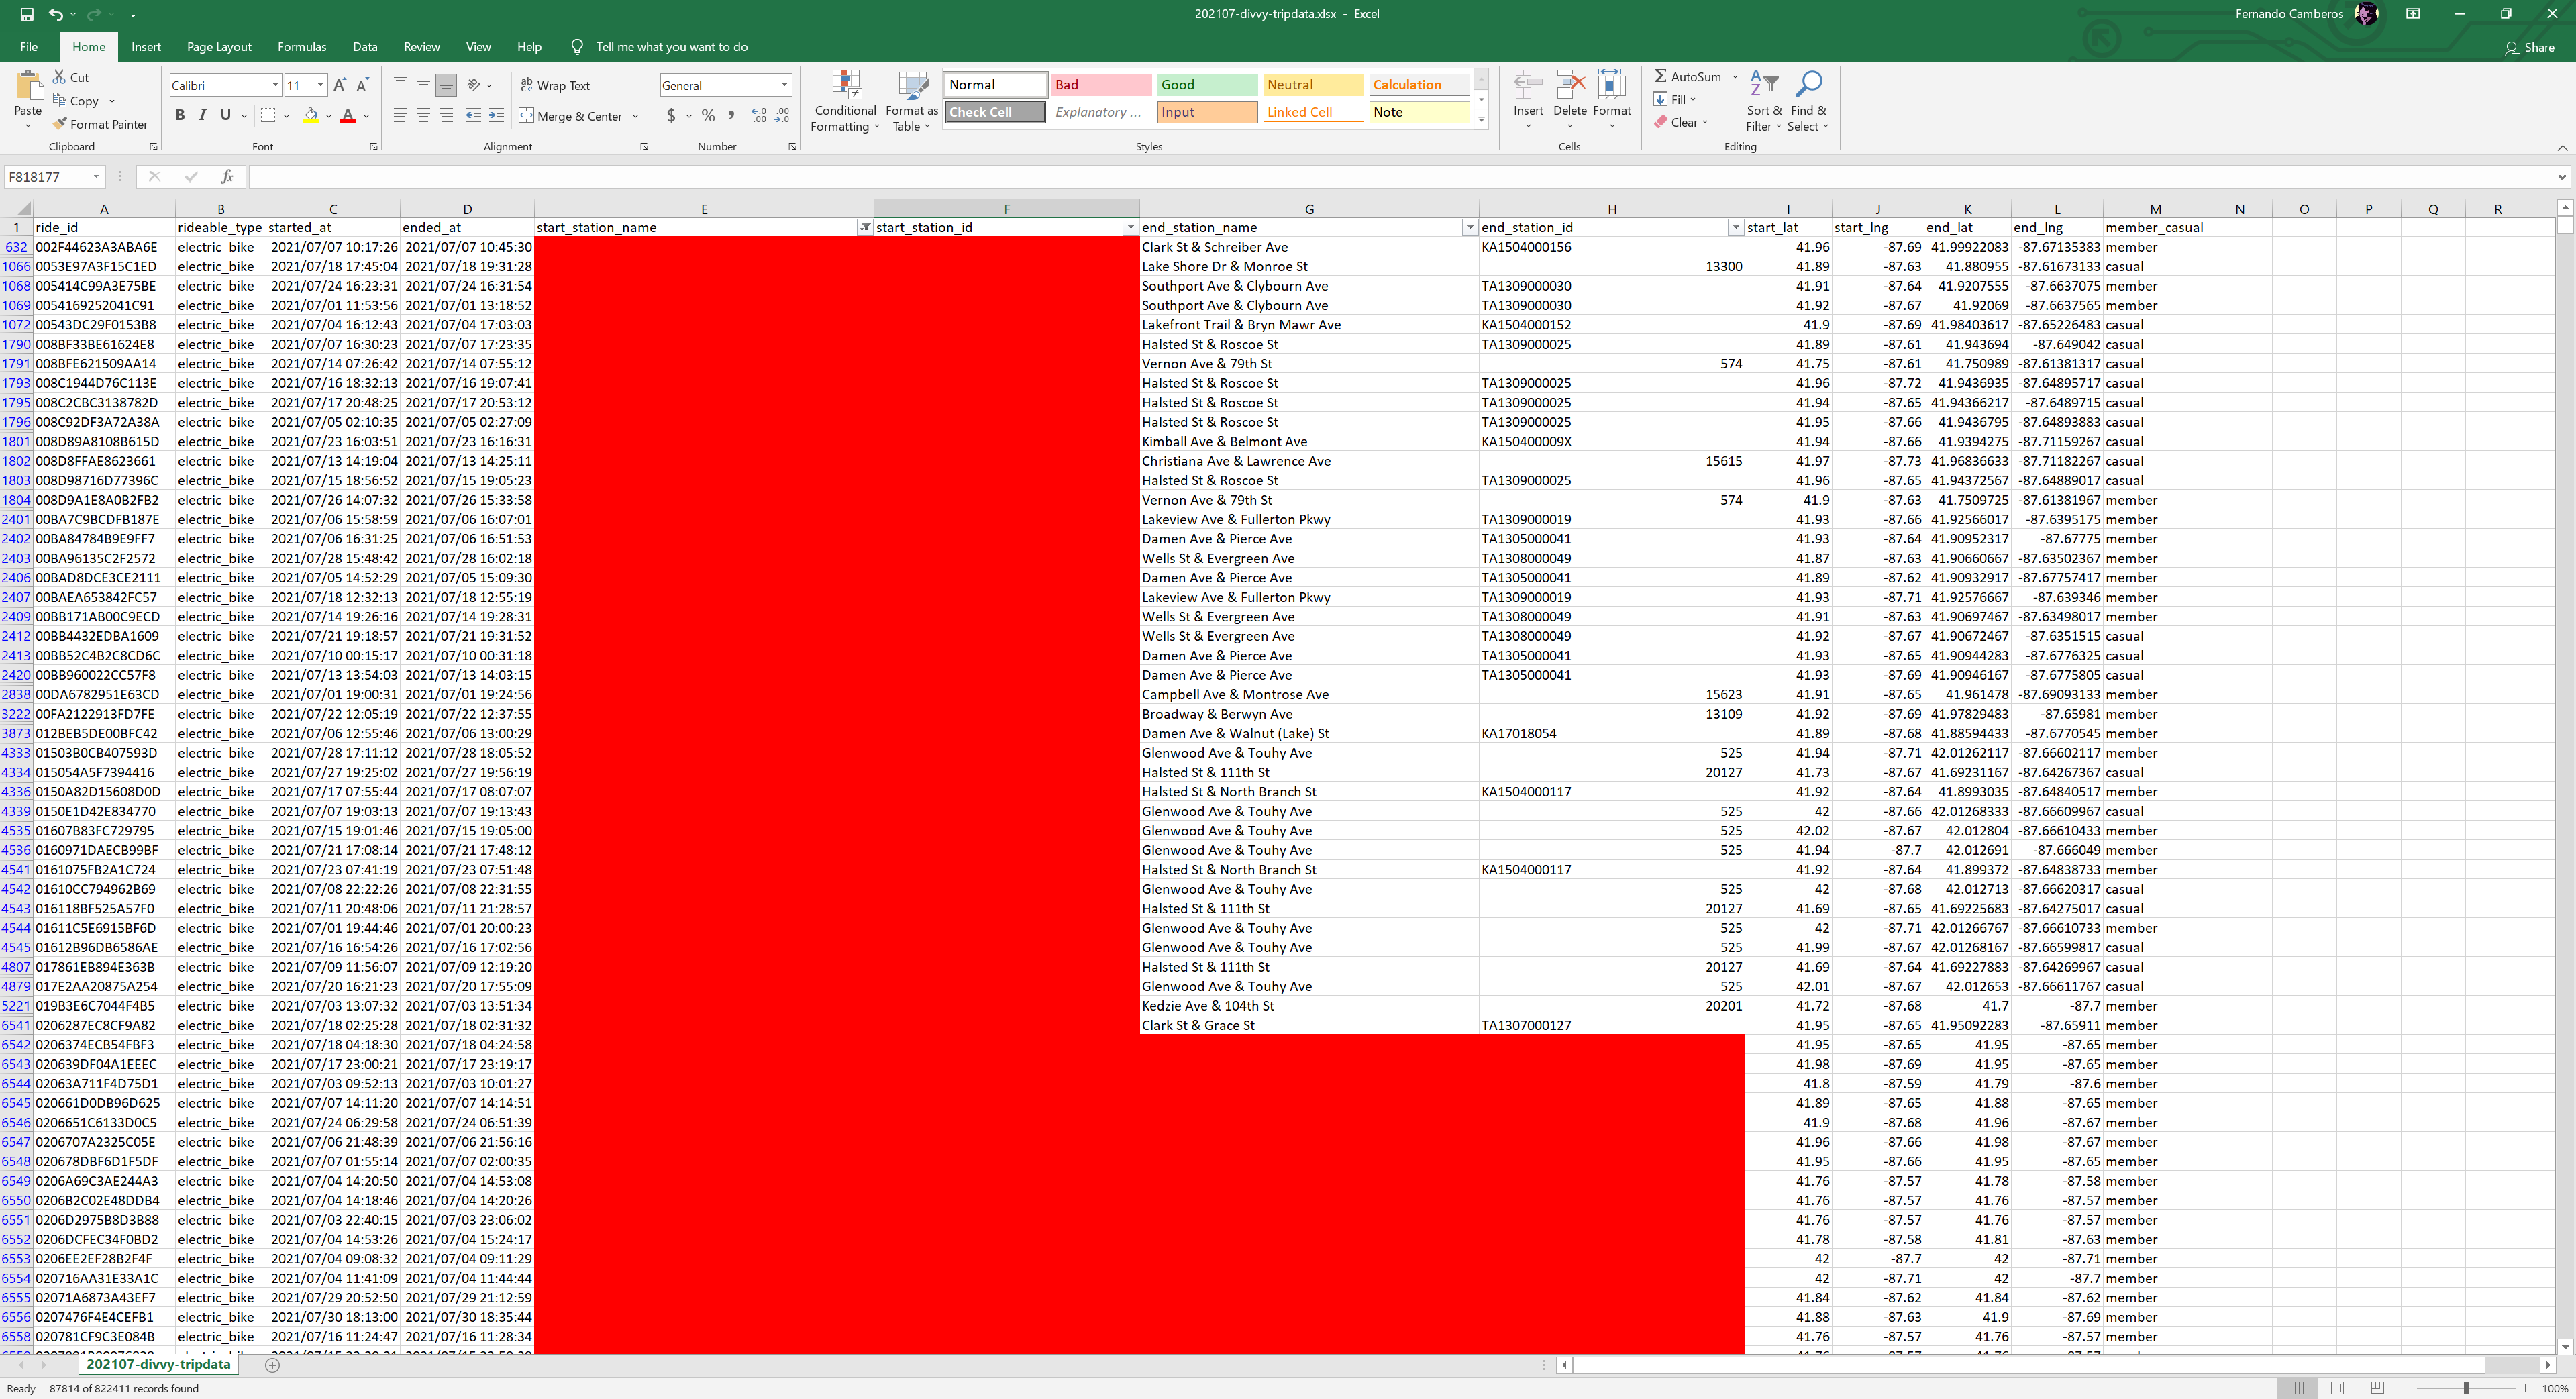 202107-divvy-tripdata.xlsx - Excel
Fernando Camberos
File Home Insert Page Layout Formulas Data Review View Help Tell me what you want to do Share
Paste Cut Copy Format Painter Clipboard
Calibri 11 B I U Font
Wrap Text Merge & Center Alignment
General $ % Number
Conditional Formatting Format as Table
Normal Bad Good Neutral Calculation
Check Cell Explanatory ... Input Linked Cell Note
Styles
Insert Delete Format Cells
AutoSum Fill Clear Sort & Filter Find & Select Editing
F818177 fx
A B C D E F G H I J K L M N O P Q R
1 ride_id rideable_type started_at ended_at start_station_name start_station_id end_station_name end_station_id start_lat start_lng end_lat end_lng member_casual
632 002F44623A3ABA6E electric_bike 2021/07/07 10:17:26 2021/07/07 10:45:30 Clark St & Schreiber Ave KA1504000156 41.96 -87.69 41.99922083 -87.67135383 member
1066 0053E97A3F15C1ED electric_bike 2021/07/18 17:45:04 2021/07/18 19:31:28 Lake Shore Dr & Monroe St 13300 41.89 -87.63 41.880955 -87.61673133 casual
1068 005414C99A3E75BE electric_bike 2021/07/24 16:23:31 2021/07/24 16:31:54 Southport Ave & Clybourn Ave TA1309000030 41.91 -87.64 41.9207555 -87.6637075 member
1069 0054169252041C91 electric_bike 2021/07/01 11:53:56 2021/07/01 13:18:52 Southport Ave & Clybourn Ave TA1309000030 41.92 -87.67 41.92069 -87.6637565 member
1072 00543DC29F0153B8 electric_bike 2021/07/04 16:12:43 2021/07/04 17:03:03 Lakefront Trail & Bryn Mawr Ave KA1504000152 41.9 -87.69 41.98403617 -87.65226483 casual
1790 008BF33BE61624E8 electric_bike 2021/07/07 16:30:23 2021/07/07 17:23:35 Halsted St & Roscoe St TA1309000025 41.89 -87.61 41.943694 -87.649042 casual
1791 008BFE621509AA14 electric_bike 2021/07/14 07:26:42 2021/07/14 07:55:12 Vernon Ave & 79th St 574 41.75 -87.61 41.750989 -87.61381317 casual
1793 008C1944D76C113E electric_bike 2021/07/16 18:32:13 2021/07/16 19:07:41 Halsted St & Roscoe St TA1309000025 41.96 -87.72 41.9436935 -87.64895717 casual
1795 008C2CBC3138782D electric_bike 2021/07/17 20:48:25 2021/07/17 20:53:12 Halsted St & Roscoe St TA1309000025 41.94 -87.65 41.94366217 -87.6489715 casual
1796 008C92DF3A72A38A electric_bike 2021/07/05 02:10:35 2021/07/05 02:27:09 Halsted St & Roscoe St TA1309000025 41.95 -87.66 41.9436795 -87.64893883 casual
1801 008D89A8108B615D electric_bike 2021/07/23 16:03:51 2021/07/23 16:16:31 Kimball Ave & Belmont Ave KA150400009X 41.94 -87.66 41.9394275 -87.71159267 casual
1802 008D8FFAE8623661 electric_bike 2021/07/13 14:19:04 2021/07/13 14:25:11 Christiana Ave & Lawrence Ave 15615 41.97 -87.73 41.96836633 -87.71182267 casual
1803 008D98716D77396C electric_bike 2021/07/15 18:56:52 2021/07/15 19:05:23 Halsted St & Roscoe St TA1309000025 41.96 -87.65 41.94372567 -87.64889017 casual
1804 008D9A1E8A0B2FB2 electric_bike 2021/07/26 14:07:32 2021/07/26 15:33:58 Vernon Ave & 79th St 574 41.9 -87.63 41.7509725 -87.61381967 member
2401 00BA7C9BCDFB187E electric_bike 2021/07/06 15:58:59 2021/07/06 16:07:01 Lakeview Ave & Fullerton Pkwy TA1309000019 41.93 -87.66 41.92566017 -87.6395175 member
2402 00BA84784B9E9FF7 electric_bike 2021/07/06 16:31:25 2021/07/06 16:51:53 Damen Ave & Pierce Ave TA1305000041 41.93 -87.64 41.90952317 -87.67775 member
2403 00BA96135C2F2572 electric_bike 2021/07/28 15:48:42 2021/07/28 16:02:18 Wells St & Evergreen Ave TA1308000049 41.87 -87.63 41.90660667 -87.63502367 member
2406 00BAD8DCE3CE2111 electric_bike 2021/07/05 14:52:29 2021/07/05 15:09:30 Damen Ave & Pierce Ave TA1305000041 41.89 -87.62 41.90932917 -87.67757417 member
2407 00BAEA653842FC57 electric_bike 2021/07/18 12:32:13 2021/07/18 12:55:19 Lakeview Ave & Fullerton Pkwy TA1309000019 41.93 -87.71 41.92576667 -87.639346 member
2409 00BB171AB00C9ECD electric_bike 2021/07/14 19:26:16 2021/07/14 19:28:31 Wells St & Evergreen Ave TA1308000049 41.91 -87.63 41.90697467 -87.63498017 member
2412 00BB4432EDBA1609 electric_bike 2021/07/21 19:18:57 2021/07/21 19:31:52 Wells St & Evergreen Ave TA1308000049 41.92 -87.67 41.90672467 -87.6351515 casual
2413 00BB52C4B2C8CD6C electric_bike 2021/07/10 00:15:17 2021/07/10 00:31:18 Damen Ave & Pierce Ave TA1305000041 41.93 -87.65 41.90944283 -87.6776325 casual
2420 00BB960022CC57F8 electric_bike 2021/07/13 13:54:03 2021/07/13 14:03:15 Damen Ave & Pierce Ave TA1305000041 41.93 -87.69 41.90946167 -87.6775805 casual
2838 00DA6782951E63CD electric_bike 2021/07/01 19:00:31 2021/07/01 19:24:56 Campbell Ave & Montrose Ave 15623 41.91 -87.65 41.961478 -87.69093133 member
3222 00FA2122913FD7FE electric_bike 2021/07/22 12:05:19 2021/07/22 12:37:55 Broadway & Berwyn Ave 13109 41.92 -87.69 41.97829483 -87.65981 member
3873 012BEB5DE00BFC42 electric_bike 2021/07/06 12:55:46 2021/07/06 13:00:29 Damen Ave & Walnut (Lake) St KA17018054 41.89 -87.68 41.88594433 -87.6770545 member
4333 01503B0CB407593D electric_bike 2021/07/28 17:11:12 2021/07/28 18:05:52 Glenwood Ave & Touhy Ave 525 41.94 -87.71 42.01262117 -87.66602117 member
4334 015054A5F7394416 electric_bike 2021/07/27 19:25:02 2021/07/27 19:56:19 Halsted St & 111th St 20127 41.73 -87.67 41.69231167 -87.64267367 casual
4336 0150A82D15608D0D electric_bike 2021/07/17 07:55:44 2021/07/17 08:07:07 Halsted St & North Branch St KA1504000117 41.92 -87.64 41.8993035 -87.64840517 member
4339 0150E1D42E834770 electric_bike 2021/07/07 19:03:13 2021/07/07 19:13:43 Glenwood Ave & Touhy Ave 525 42 -87.66 42.01268333 -87.66609967 casual
4535 01607B83FC729795 electric_bike 2021/07/15 19:01:46 2021/07/15 19:05:00 Glenwood Ave & Touhy Ave 525 42.02 -87.67 42.012804 -87.66610433 member
4536 0160971DAECB99BF electric_bike 2021/07/21 17:08:14 2021/07/21 17:48:12 Glenwood Ave & Touhy Ave 525 41.94 -87.7 42.012691 -87.666049 member
4541 0161075FB2A1C724 electric_bike 2021/07/23 07:41:19 2021/07/23 07:51:48 Halsted St & North Branch St KA1504000117 41.92 -87.64 41.899372 -87.64838733 member
4542 01610CC794962B69 electric_bike 2021/07/08 22:22:26 2021/07/08 22:31:55 Glenwood Ave & Touhy Ave 525 42 -87.68 42.012713 -87.66620317 casual
4543 016118BF525A57F0 electric_bike 2021/07/11 20:48:06 2021/07/11 21:28:57 Halsted St & 111th St 20127 41.69 -87.65 41.69225683 -87.64275017 casual
4544 01611C5E6915BF6D electric_bike 2021/07/01 19:44:46 2021/07/01 20:00:23 Glenwood Ave & Touhy Ave 525 42 -87.71 42.01266767 -87.66610733 member
4545 01612B96DB6586AE electric_bike 2021/07/16 16:54:26 2021/07/16 17:02:56 Glenwood Ave & Touhy Ave 525 41.99 -87.67 42.01268167 -87.66599817 casual
4807 017861EB894E363B electric_bike 2021/07/09 11:56:07 2021/07/09 12:19:20 Halsted St & 111th St 20127 41.69 -87.64 41.69227883 -87.64269967 casual
4879 017E2AA20875A254 electric_bike 2021/07/20 16:21:23 2021/07/20 17:55:09 Glenwood Ave & Touhy Ave 525 42.01 -87.67 42.012653 -87.66611767 casual
5221 019B3E6C7044F4B5 electric_bike 2021/07/03 13:07:32 2021/07/03 13:51:34 Kedzie Ave & 104th St 20201 41.72 -87.68 41.7 -87.7 member
6541 0206287EC8CF9A82 electric_bike 2021/07/18 02:25:28 2021/07/18 02:31:32 Clark St & Grace St TA1307000127 41.95 -87.65 41.95092283 -87.65911 member
6542 0206374ECB54FBF3 electric_bike 2021/07/18 04:18:30 2021/07/18 04:24:58 41.95 -87.65 41.95 -87.65 member
6543 020639DF04A1EEEC electric_bike 2021/07/17 23:00:21 2021/07/17 23:19:17 41.98 -87.69 41.95 -87.65 member
6544 02063A711F4D75D1 electric_bike 2021/07/03 09:52:13 2021/07/03 10:01:27 41.8 -87.59 41.79 -87.6 member
6545 020661D0DB96D625 electric_bike 2021/07/07 14:11:20 2021/07/07 14:14:51 41.89 -87.65 41.88 -87.65 member
6546 0206651C6133D0C5 electric_bike 2021/07/24 06:29:58 2021/07/24 06:51:39 41.9 -87.68 41.96 -87.67 member
6547 0206707A2325C05E electric_bike 2021/07/06 21:48:39 2021/07/06 21:56:16 41.96 -87.66 41.98 -87.67 member
6548 020678DBF6D1F5DF electric_bike 2021/07/07 01:55:14 2021/07/07 02:00:35 41.95 -87.66 41.95 -87.65 member
6549 0206A69C3AE244A3 electric_bike 2021/07/04 14:20:50 2021/07/04 14:53:08 41.76 -87.57 41.78 -87.58 member
6550 0206B2C02E48DDB4 electric_bike 2021/07/04 14:18:46 2021/07/04 14:20:26 41.76 -87.57 41.76 -87.57 member
6551 0206D2975B8D3B88 electric_bike 2021/07/03 22:40:15 2021/07/03 23:06:02 41.76 -87.57 41.76 -87.57 member
6552 0206DCFEC34F0BD2 electric_bike 2021/07/04 14:53:26 2021/07/04 15:24:17 41.78 -87.58 41.81 -87.63 member
6553 0206EE2EF28B2F4F electric_bike 2021/07/04 09:08:32 2021/07/04 09:11:29 42 -87.7 42 -87.71 member
6554 020716AA31E33A1C electric_bike 2021/07/04 11:41:09 2021/07/04 11:44:44 42 -87.71 42 -87.7 member
6555 02071A6873A43EF7 electric_bike 2021/07/29 20:52:50 2021/07/29 21:12:59 41.84 -87.62 41.84 -87.62 member
6556 0207476F4E4CEFB1 electric_bike 2021/07/30 18:13:00 2021/07/30 18:35:44 41.88 -87.63 41.9 -87.69 member
6558 020781CF9C3E084B electric_bike 2021/07/16 11:24:47 2021/07/16 11:28:34 41.76 -87.57 41.76 -87.57 member
202107-divvy-tripdata
Ready 87814 of 822411 records found 100%